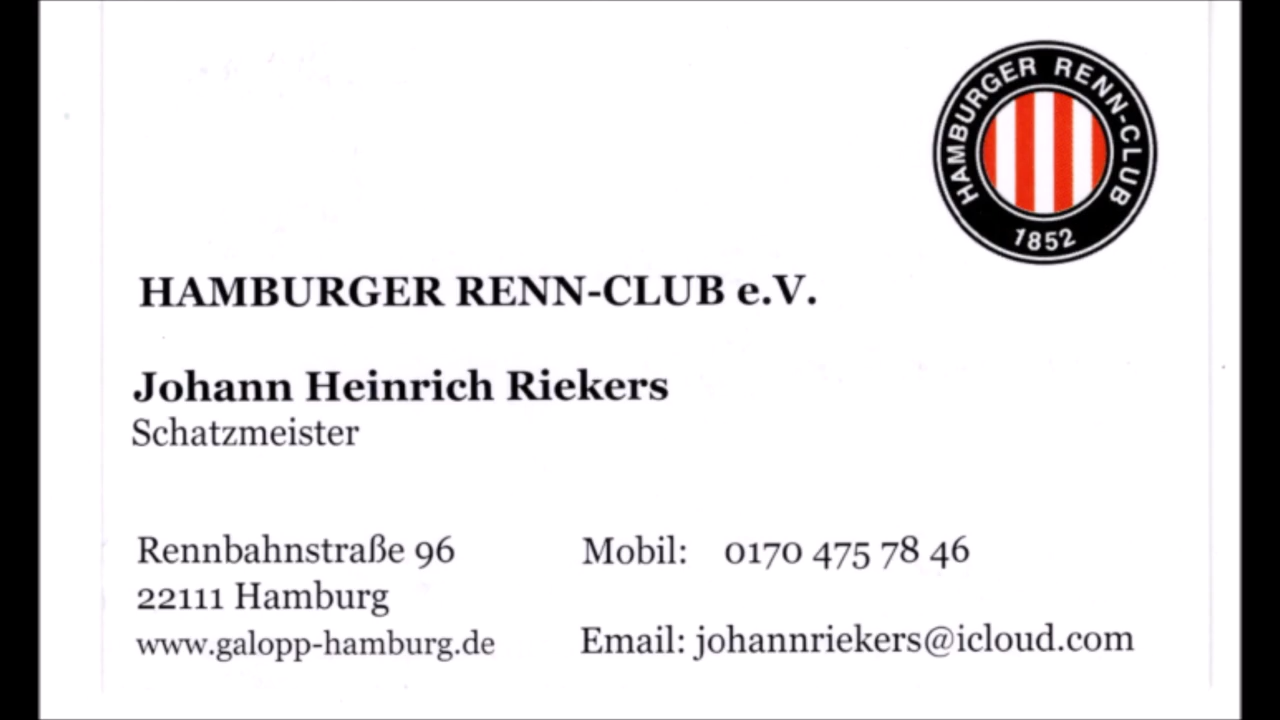 HAMBURGER RENN-CLUB
1852
HAMBURGER RENN-CLUB e.V.
Johann Heinrich Riekers
Schatzmeister
Rennbahnstraße 96
22111 Hamburg
www.galopp-hamburg.de
Mobil: 0170 475 78 46
Email: johannriekers@icloud.com